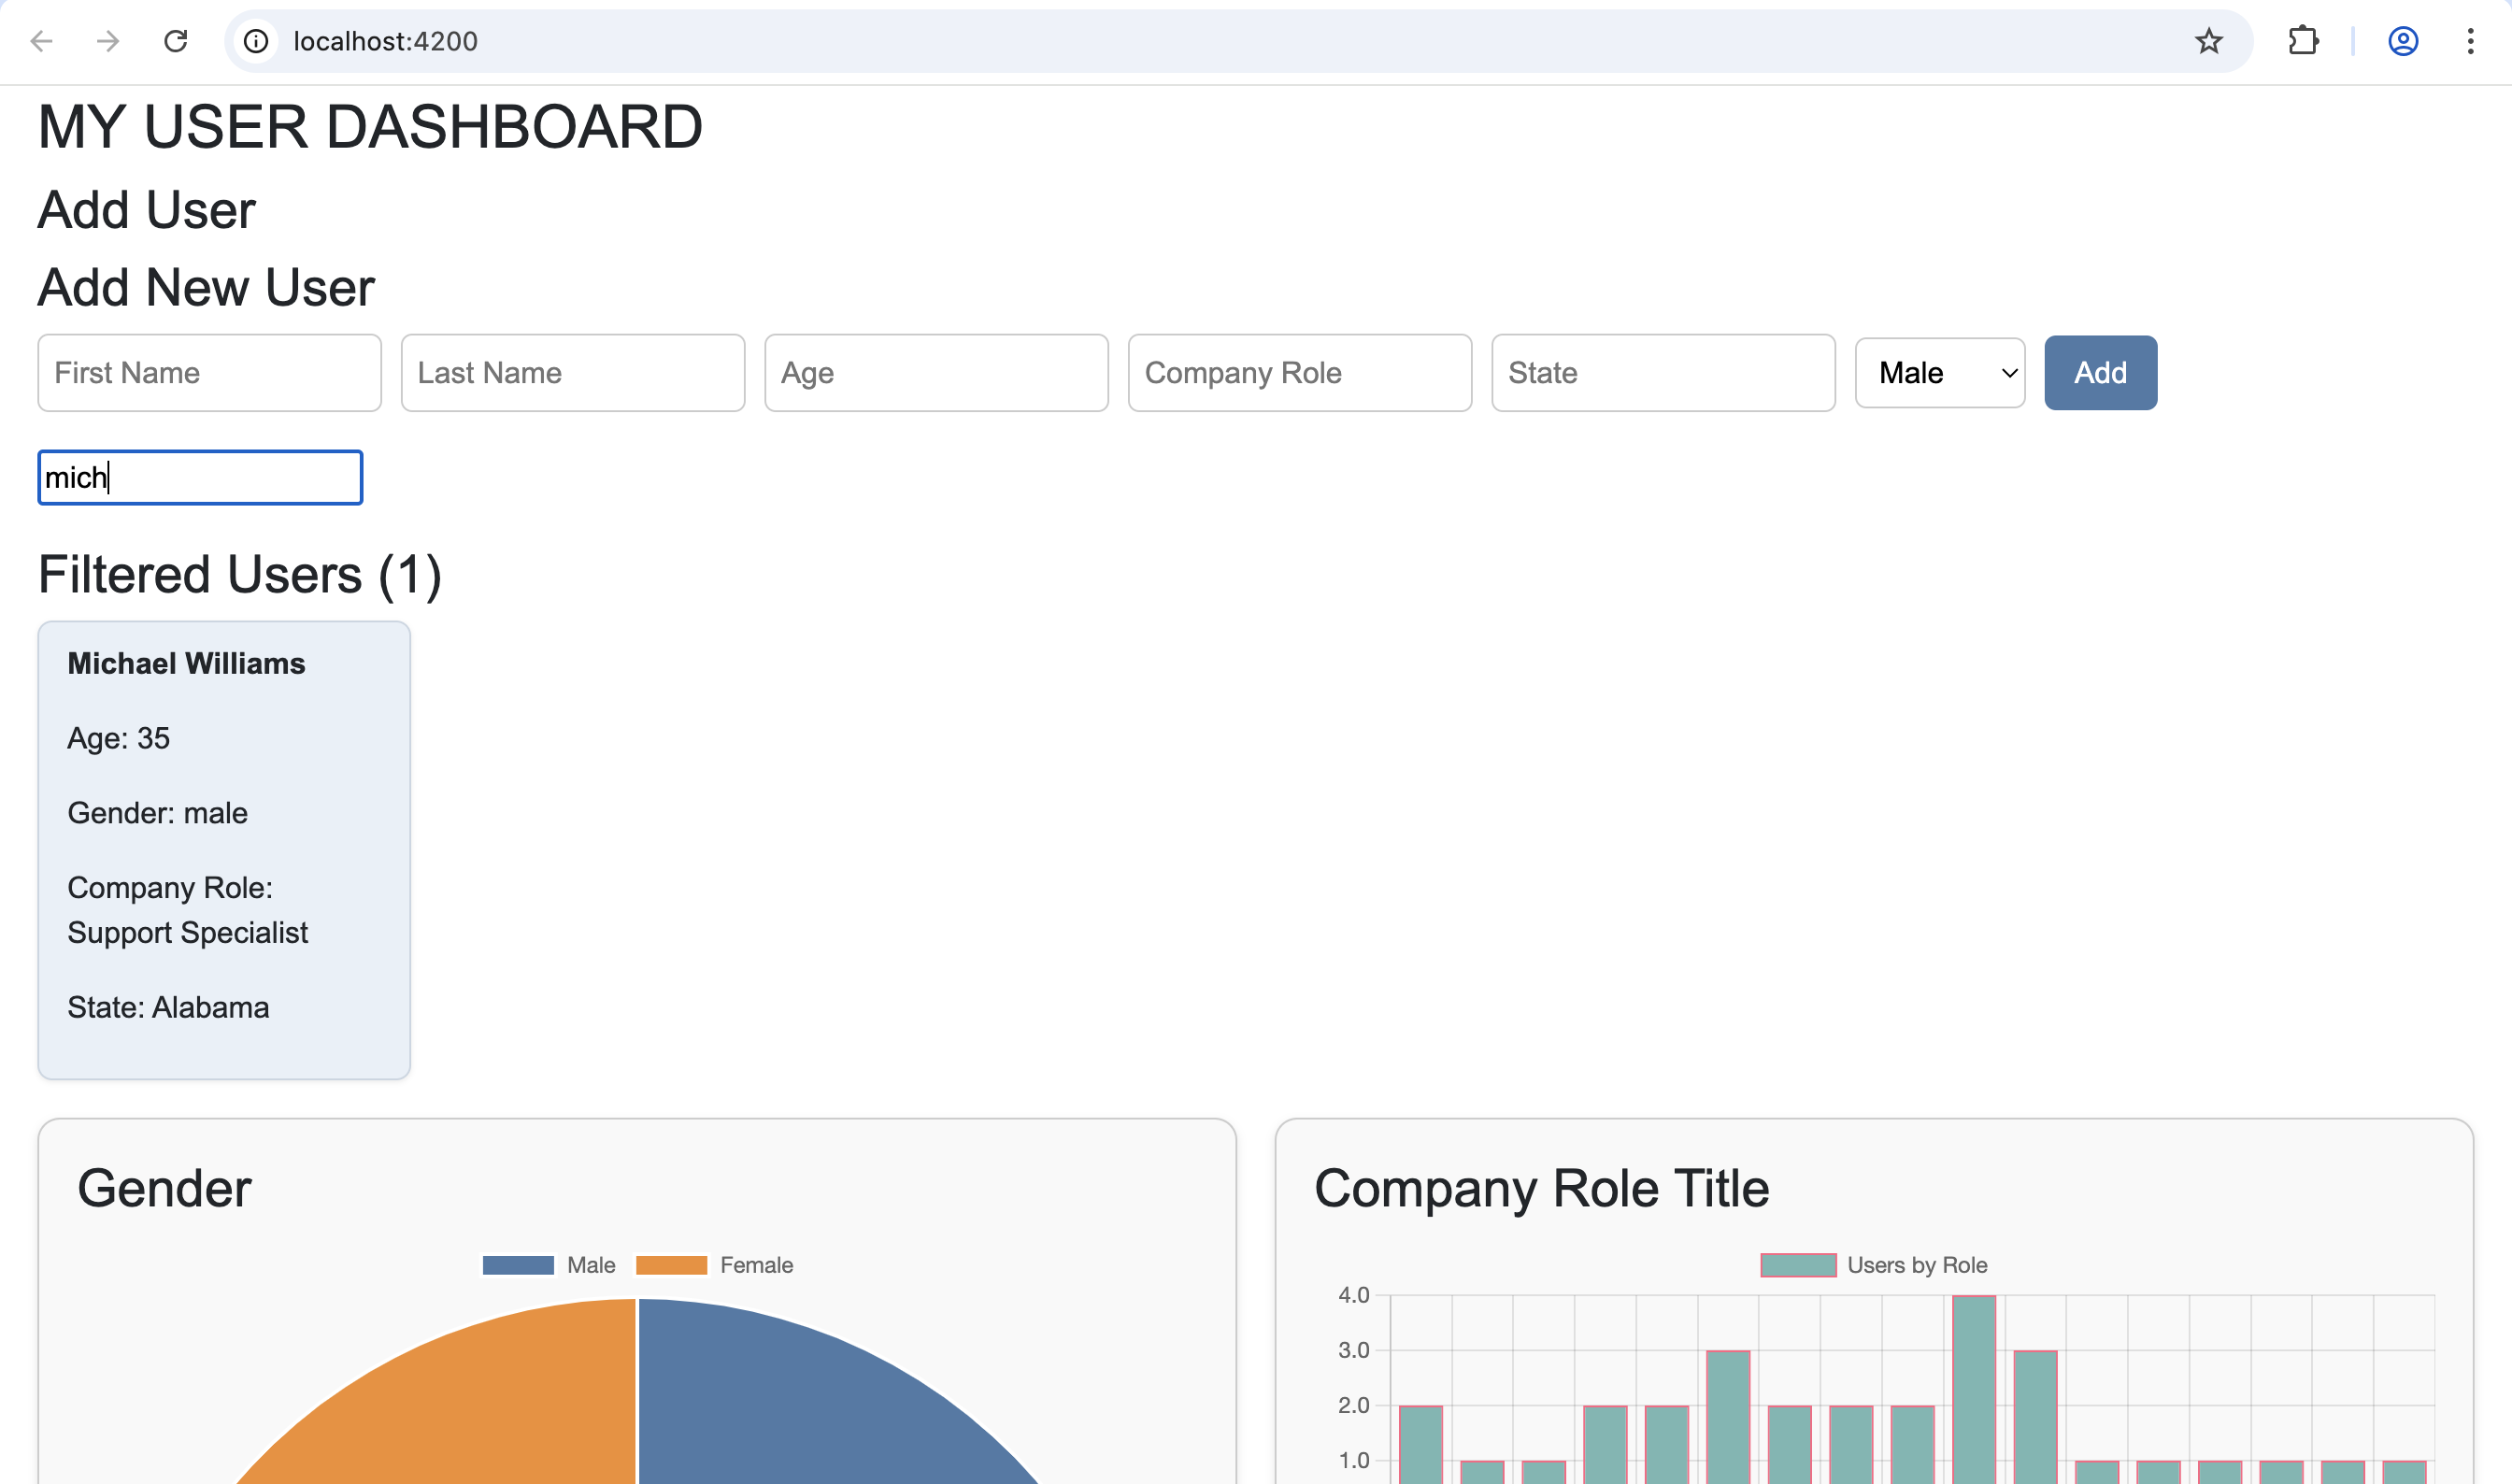 localhost:4200
MY USER DASHBOARD
Add User
Add New User
First Name Last Name Age Company Role State Male Add
mich
Filtered Users (1)
Michael Williams
Age: 35
Gender: male
Company Role:
Support Specialist
State: Alabama
Gender
Male Female
Company Role Title
Users by Role
4.0
3.0
2.0
1.0